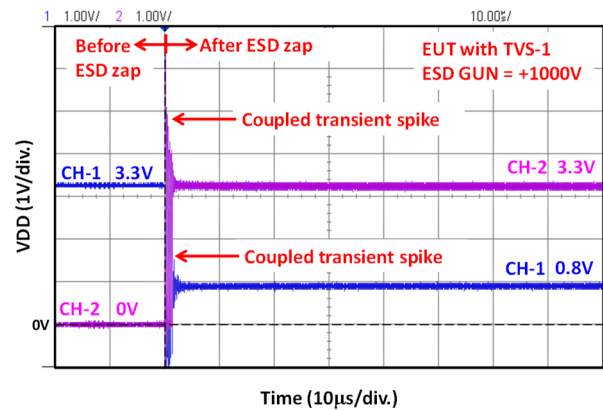 1 1.00V/ 2 1.00V/ 10.00µs/
Before
ESD zap
After ESD zap
EUT with TVS-1
ESD GUN = +1000V
Coupled transient spike
CH-1 3.3V
CH-2 3.3V
Coupled transient spike
CH-1 0.8V
CH-2 0V
0V
VDD (1V/div.)
Time (10µs/div.)